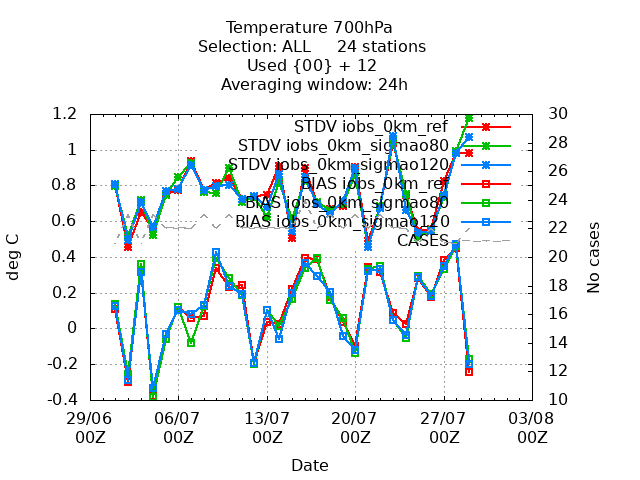 Temperature 700hPa
Selection: ALL 24 stations
Used {00} + 12
Averaging window: 24h
1.2 30
STDV iobs_0km_ref
1 28
STDV iobs_0km_sigmao80
STDV iobs_0km_sigmao120
0.8 26
BIAS iobs_0km_ref
BIAS iobs_0km_sigmao80
24
0.6 22
BIAS iobs_0km_sigmao120
CASES
0.4 20
0.2 18
0 16
14
-0.2 12
-0.4 10
deg C
No cases
29/06 06/07 13/07 20/07 27/07 03/08
00Z 00Z 00Z 00Z 00Z 00Z
Date